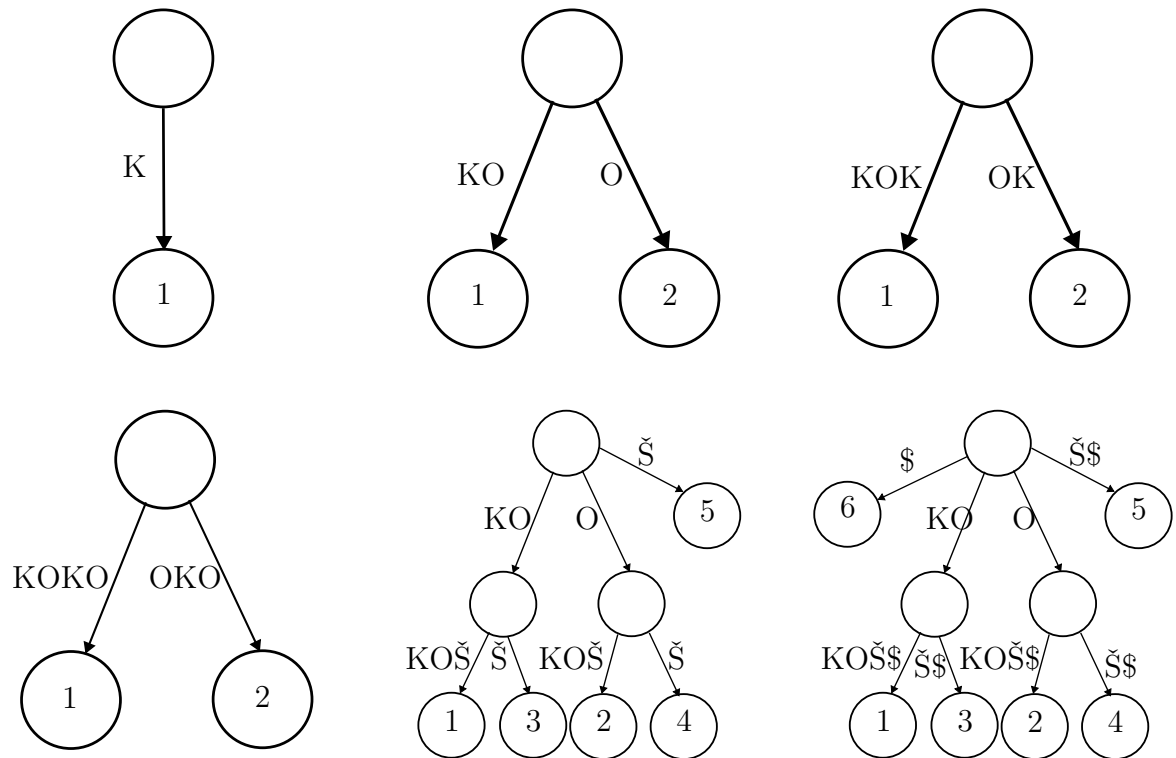 K
1
KO O
1 2
KOK OK
1 2
KOKO OKO
1 2
Š
KO O 5
KOŠ Š KOŠ Š
1 3 2 4
$ Š$
6 KO O 5
KOŠ$ Š$ KOŠ$ Š$
1 3 2 4